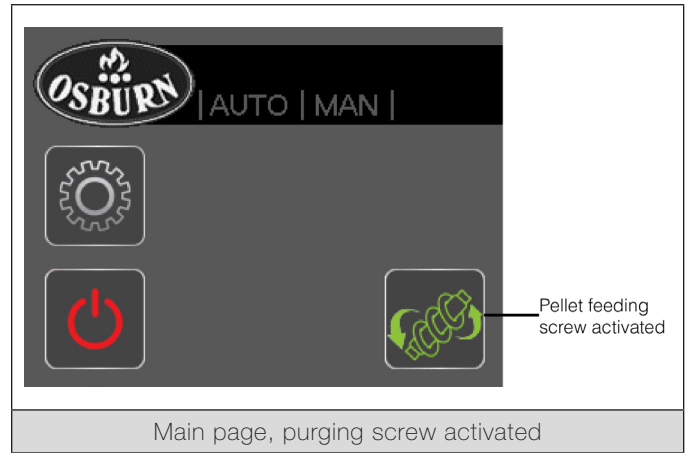 OSBURN
|AUTO | MAN |
Pellet feeding
screw activated
Main page, purging screw activated